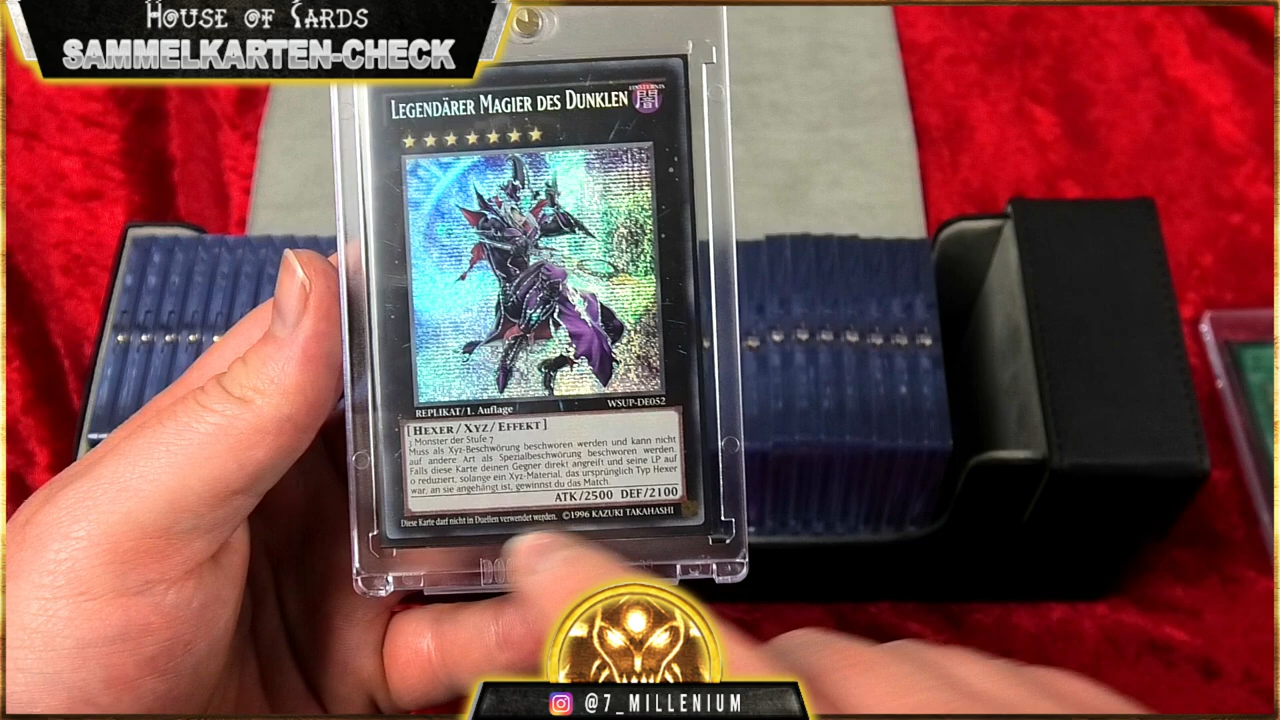 House of Cards
SAMMELKARTEN-CHECK
Legendärer Magier des Dunklen
FINSTERNIS
闇
REPLIKAT/1. Auflage
WSUP-DE052
[Hexer/Xyz/Effekt]
3 Monster der Stufe 7
Muss als Xyz-Beschwörung beschworen werden und kann nicht
auf andere Art als Spezialbeschwörung beschworen werden.
Falls diese Karte deinen Gegner direkt angreift und seine LP auf
0 reduziert, solange ein Xyz-Material, das ursprünglich Typ Hexer
war, an sie angehängt ist, gewinnst du das Match.
ATK/2500 DEF/2100
Diese Karte darf nicht in Duellen verwendet werden.
©1996 KAZUKI TAKAHASHI
@7_MILLENIUM